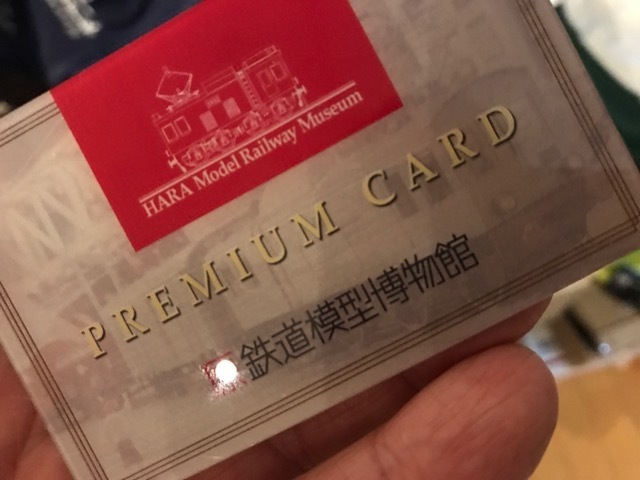 HARA Model Railway Museum
PREMIUM CARD
鉄道模型博物館